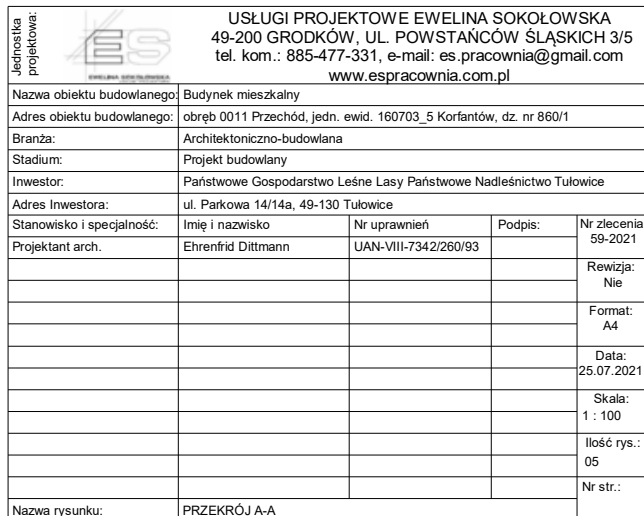 Jednostka
projektowa:
ES
EWELINA SOKOŁOWSKA
USŁUGI PROJEKTOWE EWELINA SOKOŁOWSKA
49-200 GRODKÓW, UL. POWSTAŃCÓW ŚLĄSKICH 3/5
tel. kom.: 885-477-331, e-mail: es.pracownia@gmail.com
www.espracownia.com.pl
Nazwa obiektu budowlanego: Budynek mieszkalny
Adres obiektu budowlanego: obręb 0011 Przechód, jedn. ewid. 160703_5 Korfantów, dz. nr 860/1
Branża: Architektoniczno-budowlana
Stadium: Projekt budowlany
Inwestor: Państwowe Gospodarstwo Leśne Lasy Państwowe Nadleśnictwo Tułowice
Adres Inwestora: ul. Parkowa 14/14a, 49-130 Tułowice
Stanowisko i specjalność: Imię i nazwisko Nr uprawnień Podpis: Nr zlecenia
59-2021
Projektant arch. Ehrenfrid Dittmann UAN-VIII-7342/260/93
Rewizja:
Nie
Format:
A4
Data:
25.07.2021
Skala:
1 : 100
Ilość rys.:
05
Nr str.:
Nazwa rysunku: PRZEKRÓJ A-A